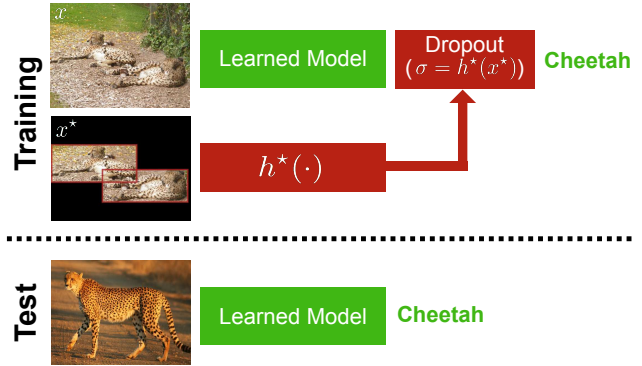 Training
x
Learned Model
Dropout
( σ = h⋆(x⋆))
Cheetah
x⋆
h⋆(·)
Test
Learned Model
Cheetah